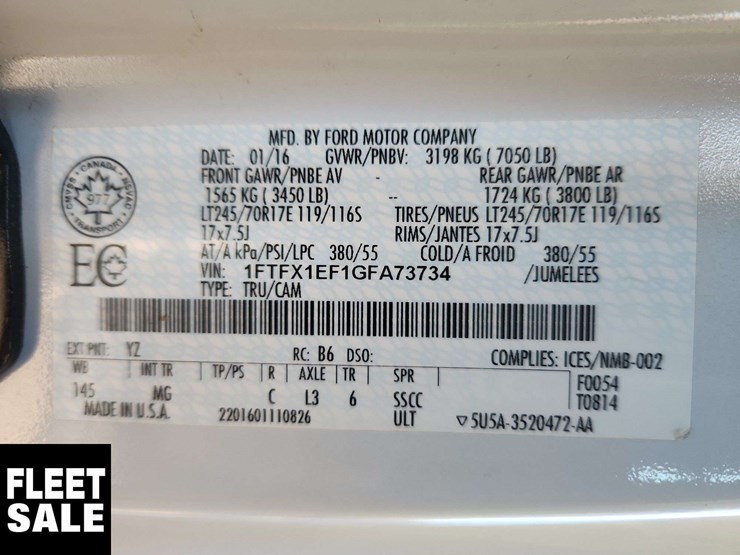 MFD. BY FORD MOTOR COMPANY
DATE: 01/16 GVWR/PNBV: 3198 KG ( 7050 LB)
FRONT GAWR/PNBE AV REAR GAWR/PNBE AR
1565 KG ( 3450 LB) -- 1724 KG ( 3800 LB)
LT245/70R17E 119/116S TIRES/PNEUS LT245/70R17E 119/116S
17x7.5J RIMS/JANTES 17x7.5J
AT/A kPa/PSI/LPC 380/55 COLD/A FROID 380/55
VIN: 1FTFX1EF1GFA73734 /JUMELEES
TYPE: TRU/CAM
CANADA
CMVSS NSVAC
977
TRANSPORT
EC
EXT PNT: YZ RC: B6 DSO: COMPLIES: ICES/NMB-002
WB INT TR TP/PS R AXLE TR SPR F0054
145 MG C L3 6 SSCC T0814
MADE IN U.S.A. 2201601110826 ULT ▽5U5A-3520472-AA
FLEET
SALE